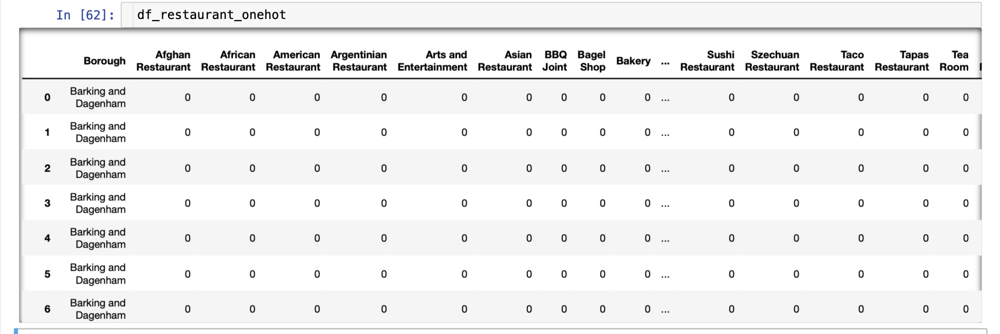 In [62]: df_restaurant_onehot
Borough Afghan Restaurant African Restaurant American Restaurant Argentinian Restaurant Arts and Entertainment Asian Restaurant BBQ Joint Bagel Shop Bakery ... Sushi Restaurant Szechuan Restaurant Taco Restaurant Tapas Restaurant Tea Room
0 Barking and Dagenham 0 0 0 0 0 0 0 0 0 ... 0 0 0 0 0
1 Barking and Dagenham 0 0 0 0 0 0 0 0 0 ... 0 0 0 0 0
2 Barking and Dagenham 0 0 0 0 0 0 0 0 0 ... 0 0 0 0 0
3 Barking and Dagenham 0 0 0 0 0 0 0 0 0 ... 0 0 0 0 0
4 Barking and Dagenham 0 0 0 0 0 0 0 0 0 ... 0 0 0 0 0
5 Barking and Dagenham 0 0 0 0 0 0 0 0 0 ... 0 0 0 0 0
6 Barking and Dagenham 0 0 0 0 0 0 0 0 0 ... 0 0 0 0 0